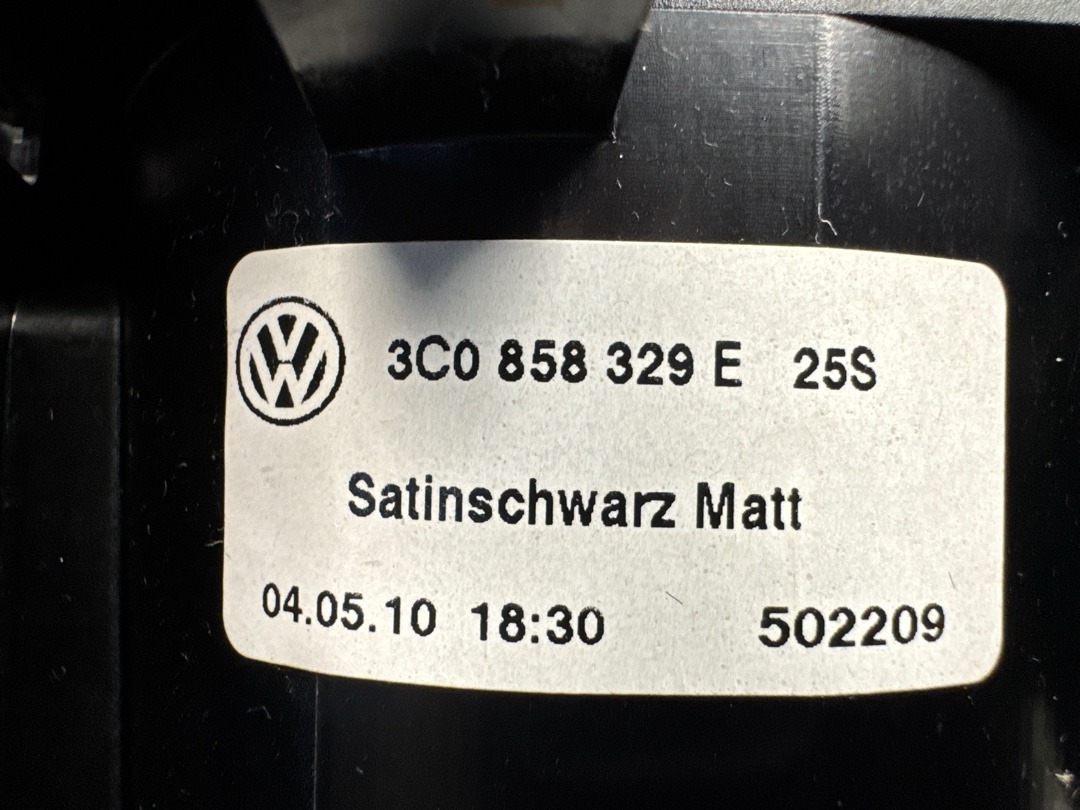 3C0 858 329 E 25S
Satinschwarz Matt
04.05.10 18:30 502209